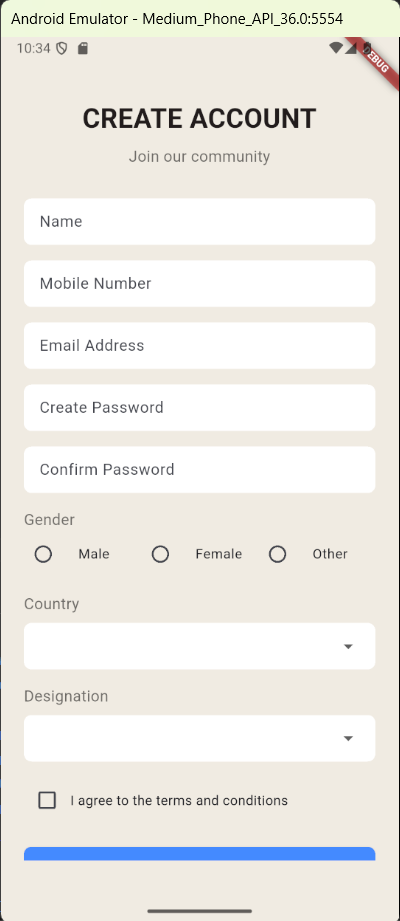 Android Emulator - Medium_Phone_API_36.0:5554
10:34
DEBUG
CREATE ACCOUNT
Join our community
Name
Mobile Number
Email Address
Create Password
Confirm Password
Gender
Male Female Other
Country
Designation
I agree to the terms and conditions